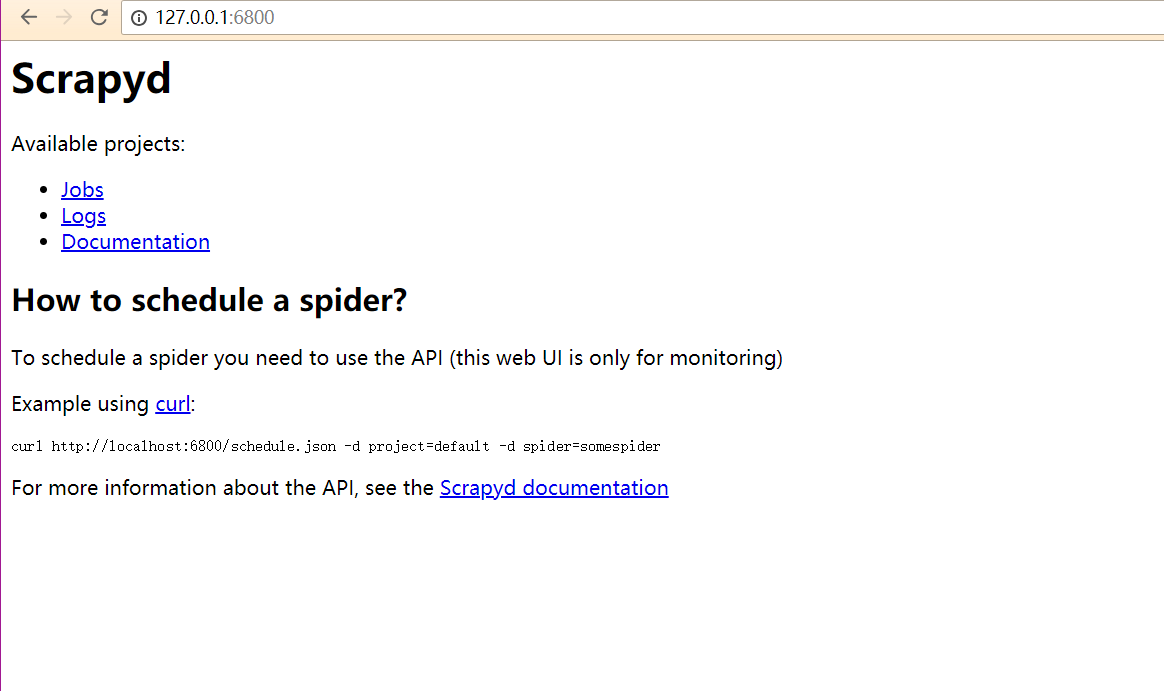 127.0.0.1:6800
Scrapyd
Available projects:
Jobs
Logs
Documentation
How to schedule a spider?
To schedule a spider you need to use the API (this web UI is only for monitoring)
Example using curl:
curl http://localhost:6800/schedule.json -d project=default -d spider=somespider
For more information about the API, see the Scrapyd documentation